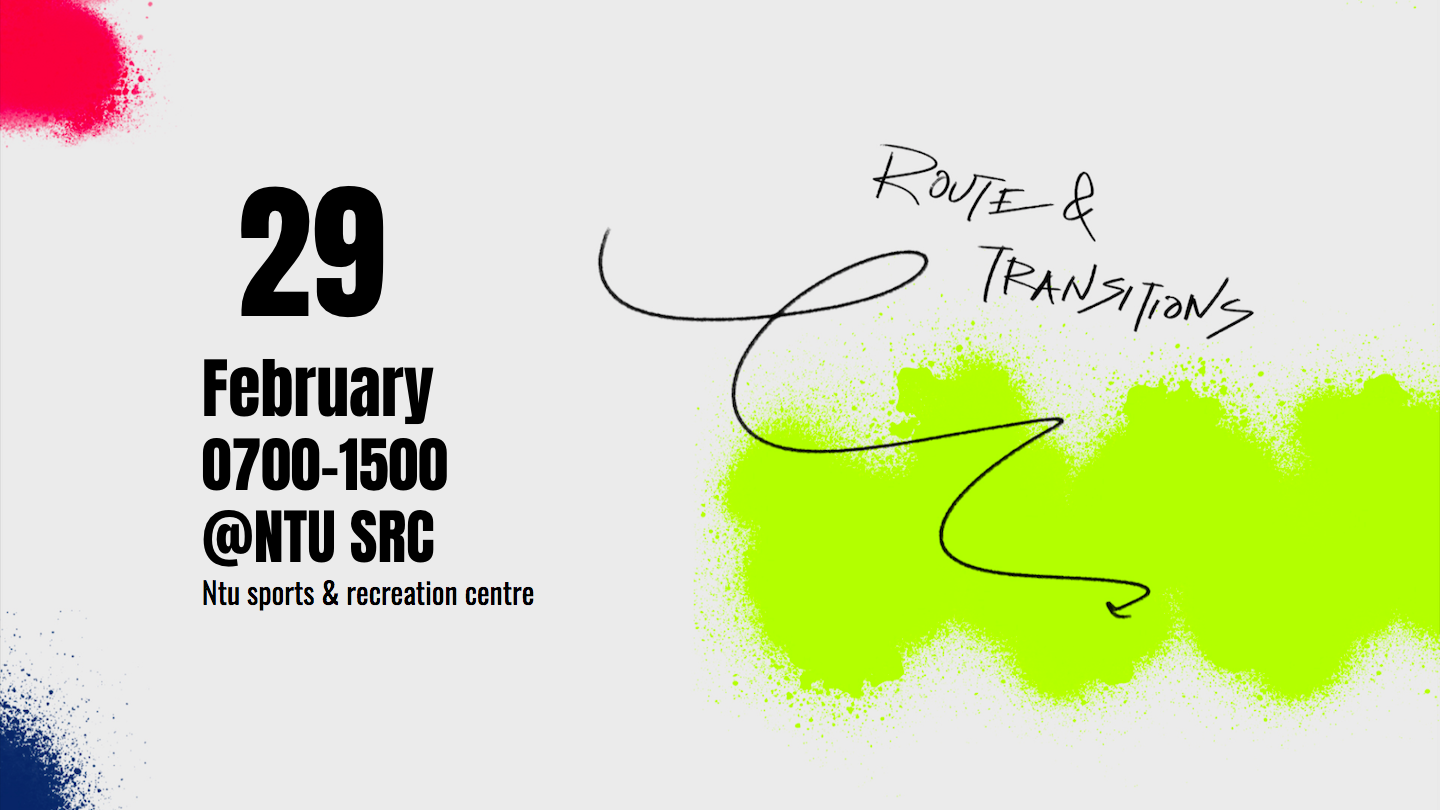 29
February
0700-1500
@NTU SRC
Ntu sports & recreation centre
ROUTE &
TRANSITIONS